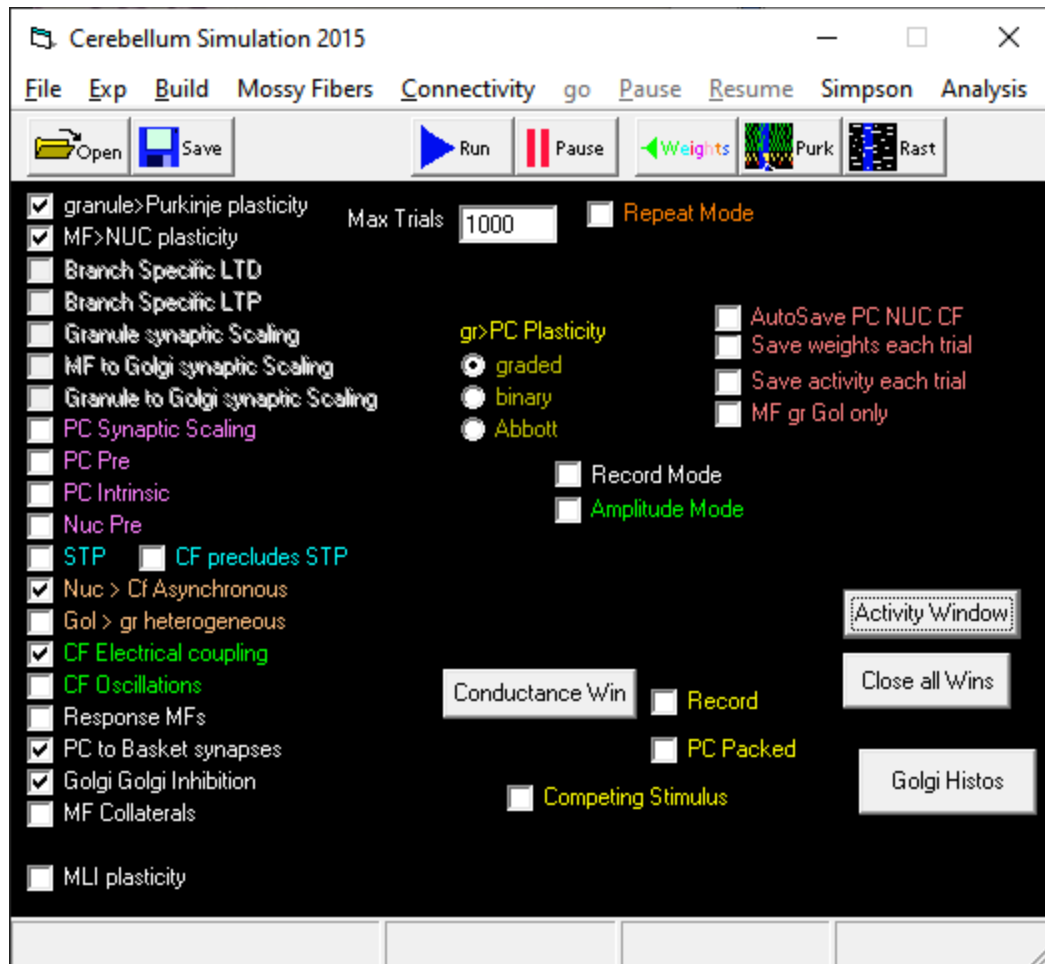 Cerebellum Simulation 2015
File Exp Build Mossy Fibers Connectivity go Pause Resume Simpson Analysis
Open Save Run Pause Weights Purk Rast
granule>Purkinje plasticity
Max Trials 1000 Repeat Mode
MF>NUC plasticity
Branch Specific LTD
Branch Specific LTP
Granule synaptic Scaling
MF to Golgi synaptic Scaling
Granule to Golgi synaptic Scaling
PC Synaptic Scaling
PC Pre
PC Intrinsic
Nuc Pre
STP CF precludes STP
Nuc > Cf Asynchronous
Gol > gr heterogeneous
CF Electrical coupling
CF Oscillations
Response MFs
PC to Basket synapses
Golgi Golgi Inhibition
MF Collaterals
MLI plasticity
gr>PC Plasticity
graded
binary
Abbott
AutoSave PC NUC CF
Save weights each trial
Save activity each trial
MF gr Gol only
Record Mode
Amplitude Mode
Activity Window
Close all Wins
Conductance Win
Record
PC Packed
Golgi Histos
Competing Stimulus